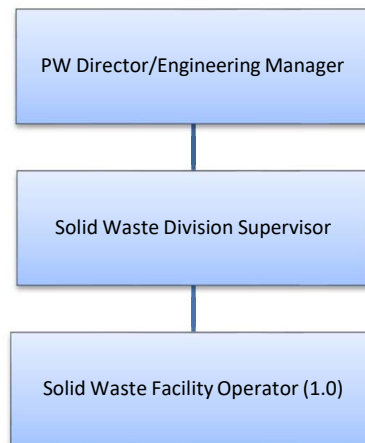 PW Director/Engineering Manager
Solid Waste Division Supervisor
Solid Waste Facility Operator (1.0)